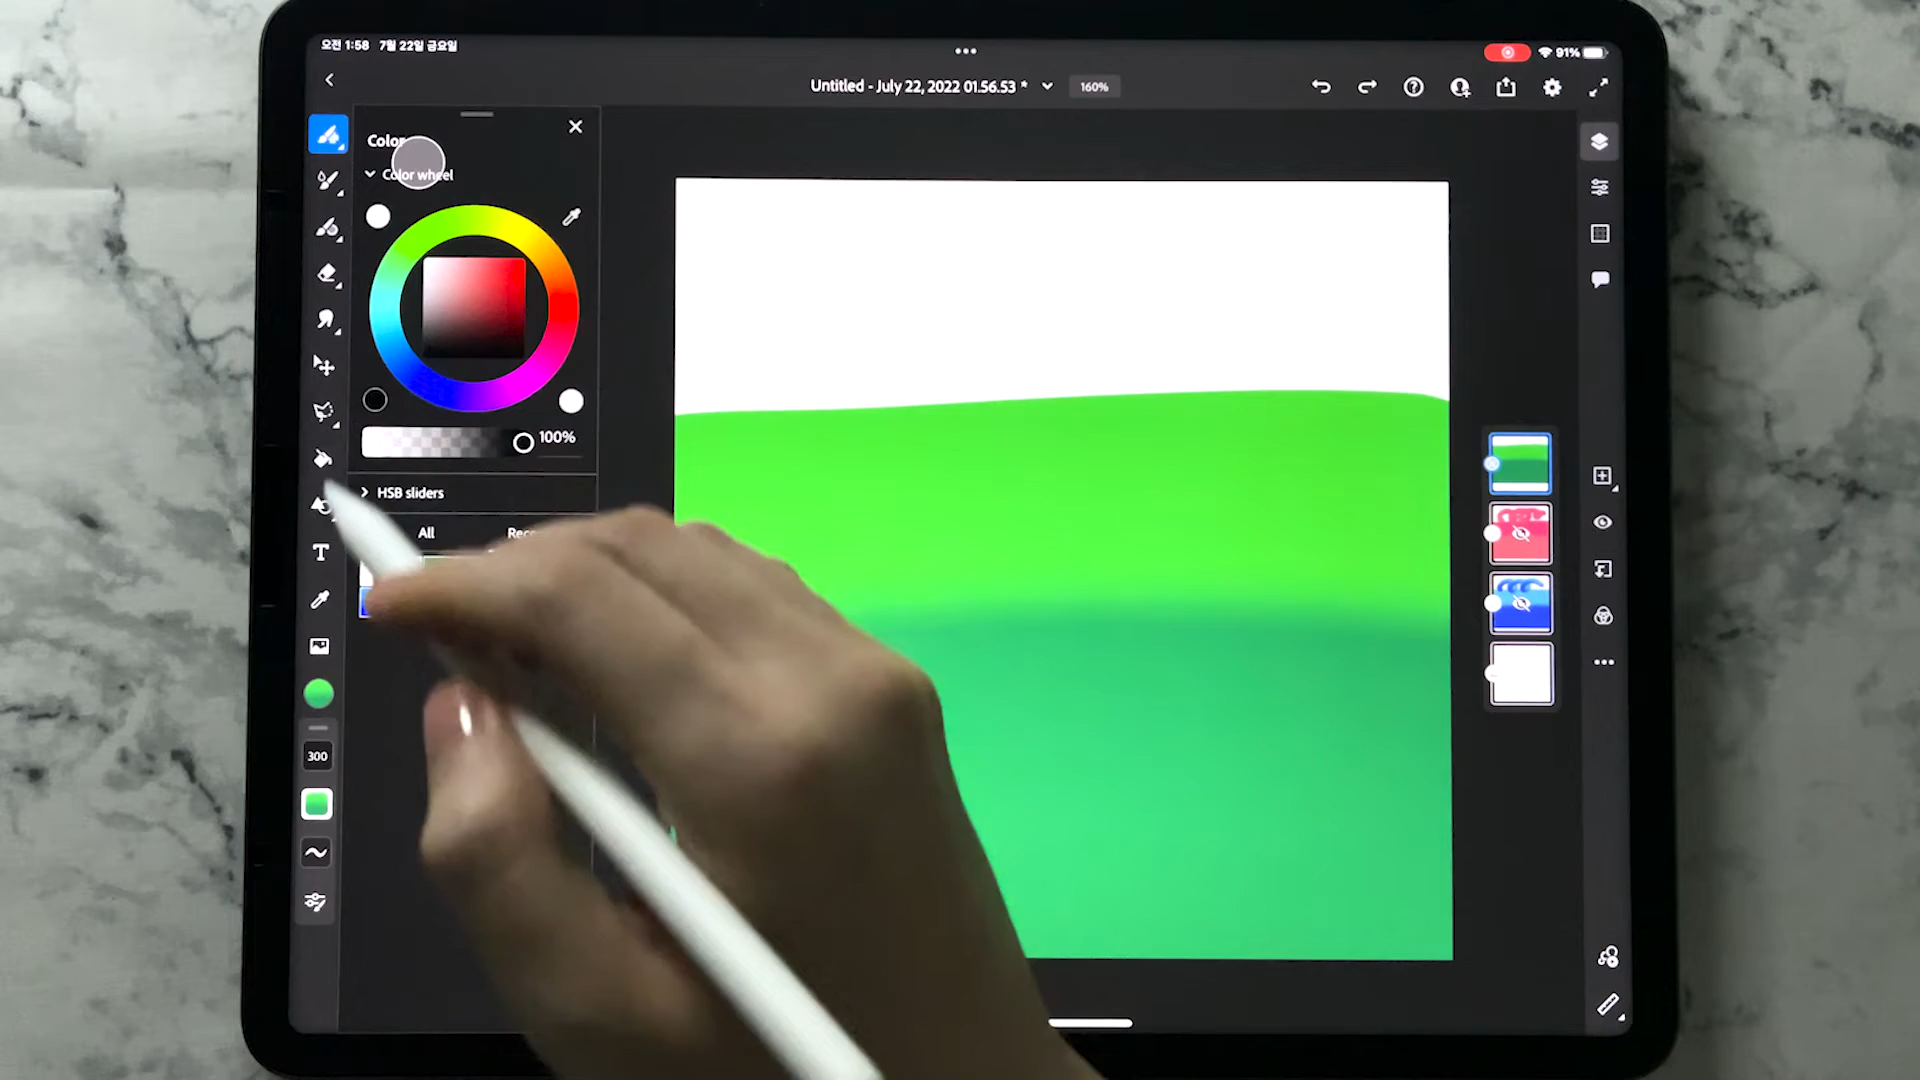 오전 1:58 7월 22일 금요일
91%
Untitled - July 22, 2022 01.56.53 *
160%
Color
Color wheel
100%
HSB sliders
All
T
300